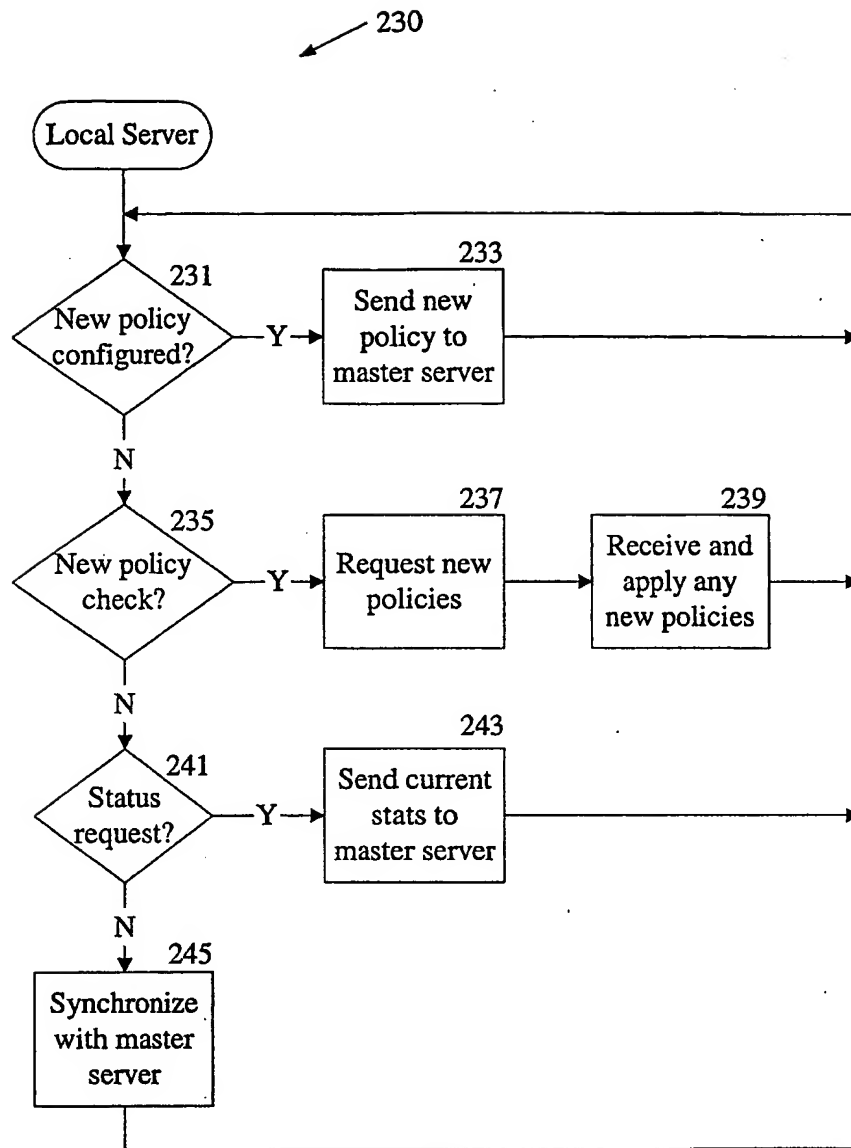 230
Local Server
231
New policy
configured?
Y
233
Send new
policy to
master server
N
235
New policy
check?
Y
237
Request new
policies
239
Receive and
apply any
new policies
N
241
Status
request?
Y
243
Send current
stats to
master server
N
245
Synchronize
with master
server